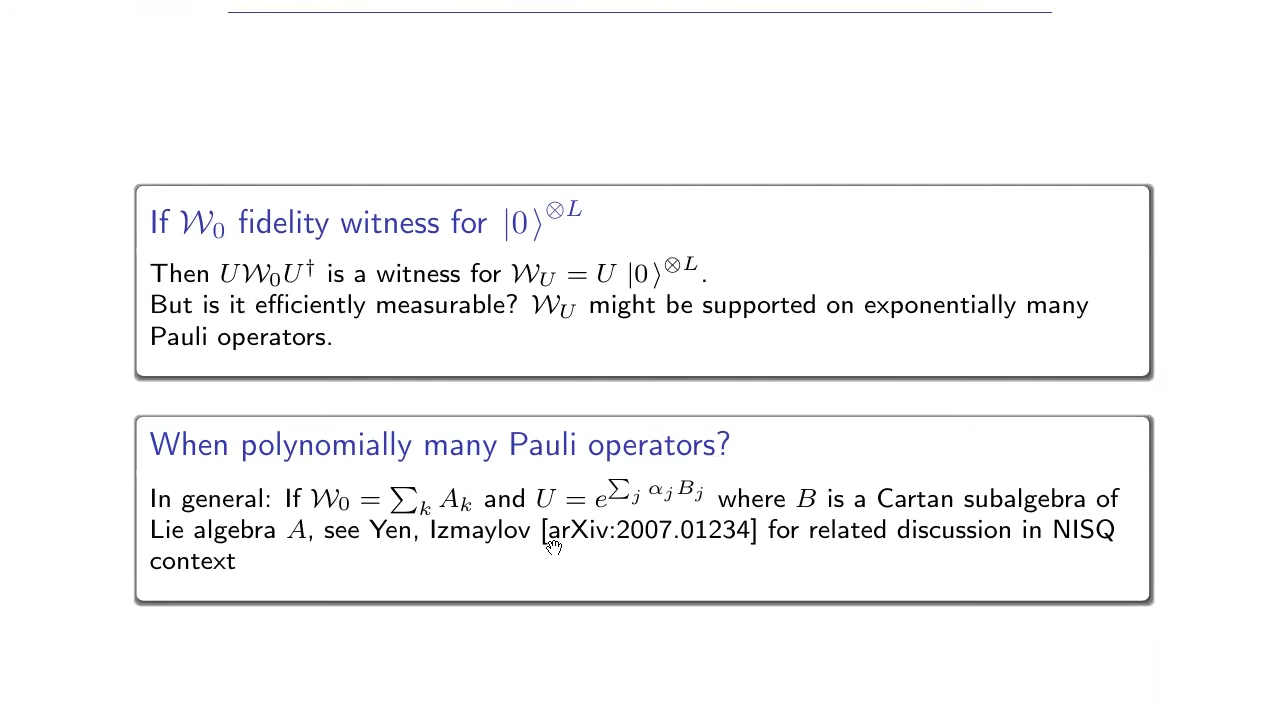 If 𝒲₀ fidelity witness for |0⟩^{⊗L}
Then U𝒲₀U† is a witness for 𝒲_U = U |0⟩^{⊗L}.
But is it efficiently measurable? 𝒲_U might be supported on exponentially many
Pauli operators.
When polynomially many Pauli operators?
In general: If 𝒲₀ = ∑_k A_k and U = e^{∑_j α_j B_j} where B is a Cartan subalgebra of
Lie algebra A, see Yen, Izmaylov [arXiv:2007.01234] for related discussion in NISQ
context